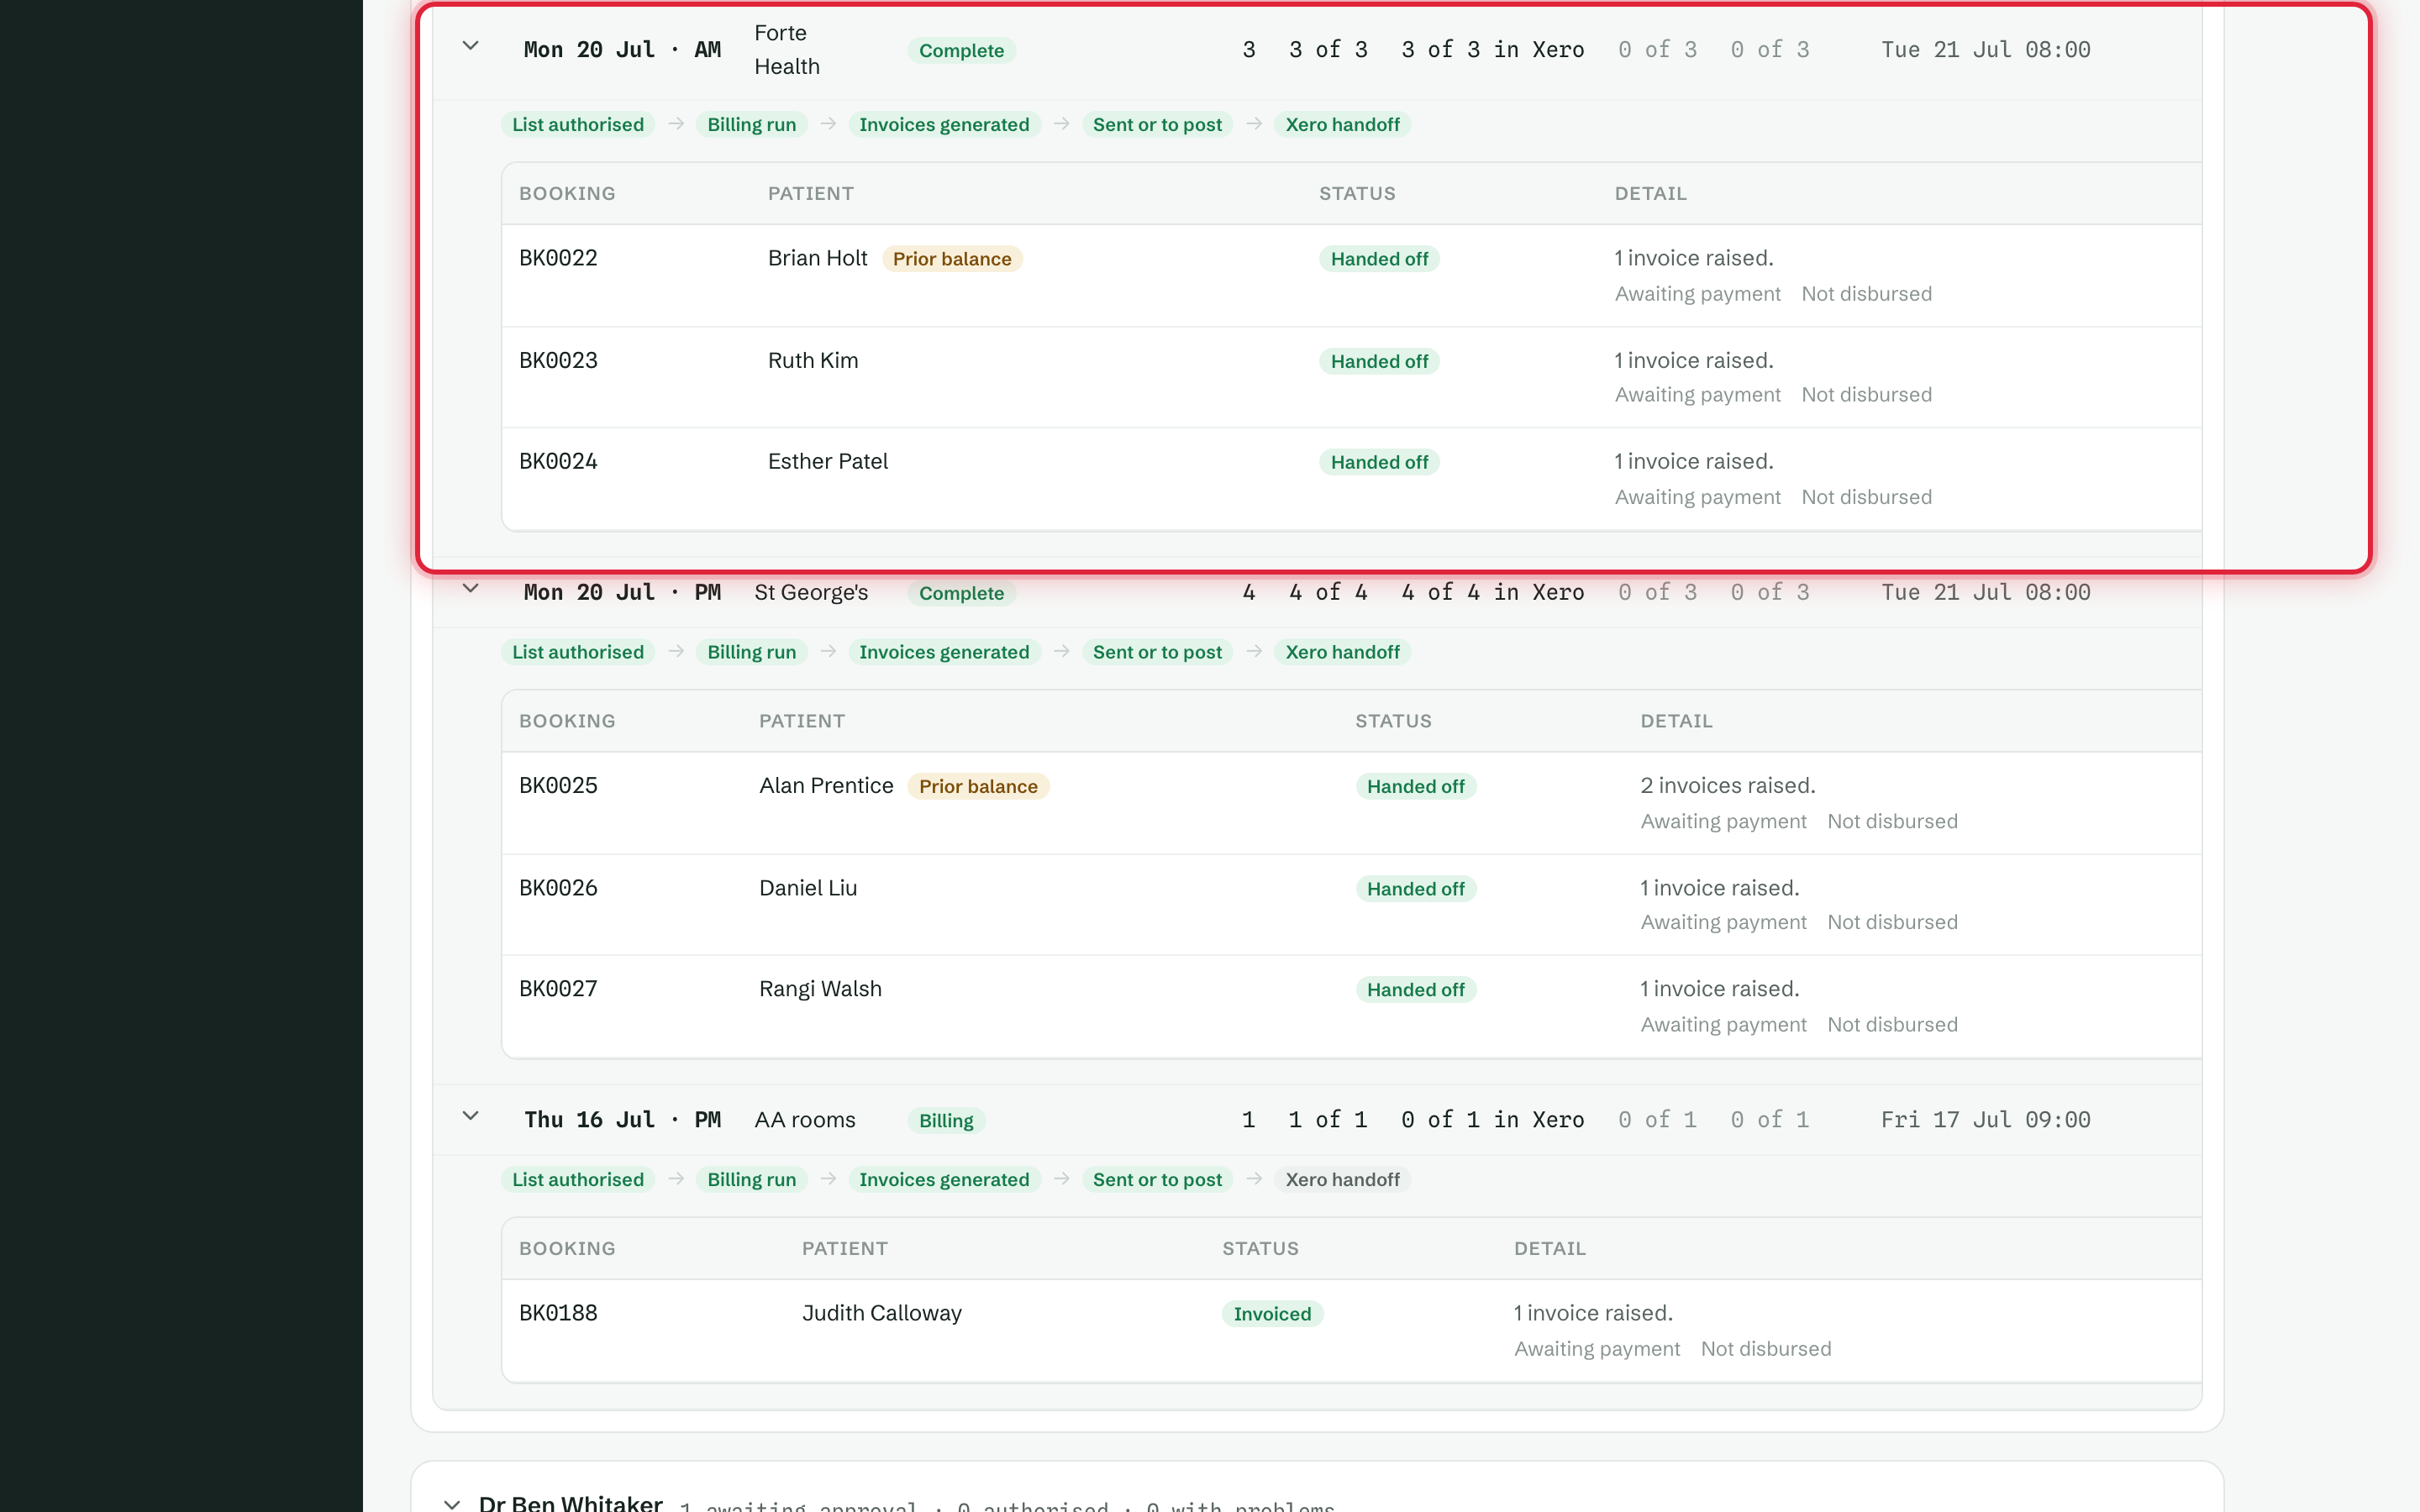 Mon 20 Jul · AM Forte Health Complete 3 3 of 3 3 of 3 in Xero 0 of 3 0 of 3 Tue 21 Jul 08:00
List authorised → Billing run → Invoices generated → Sent or to post → Xero handoff
BOOKING PATIENT STATUS DETAIL
BK0022 Brian Holt Prior balance Handed off 1 invoice raised.
Awaiting payment Not disbursed
BK0023 Ruth Kim Handed off 1 invoice raised.
Awaiting payment Not disbursed
BK0024 Esther Patel Handed off 1 invoice raised.
Awaiting payment Not disbursed
Mon 20 Jul · PM St George's Complete 4 4 of 4 4 of 4 in Xero 0 of 3 0 of 3 Tue 21 Jul 08:00
List authorised → Billing run → Invoices generated → Sent or to post → Xero handoff
BOOKING PATIENT STATUS DETAIL
BK0025 Alan Prentice Prior balance Handed off 2 invoices raised.
Awaiting payment Not disbursed
BK0026 Daniel Liu Handed off 1 invoice raised.
Awaiting payment Not disbursed
BK0027 Rangi Walsh Handed off 1 invoice raised.
Awaiting payment Not disbursed
Thu 16 Jul · PM AA rooms Billing 1 1 of 1 0 of 1 in Xero 0 of 1 0 of 1 Fri 17 Jul 09:00
List authorised → Billing run → Invoices generated → Sent or to post → Xero handoff
BOOKING PATIENT STATUS DETAIL
BK0188 Judith Calloway Invoiced 1 invoice raised.
Awaiting payment Not disbursed
Dr Ben Whitaker 1 awaiting approval · 0 authorised · 0 with problems